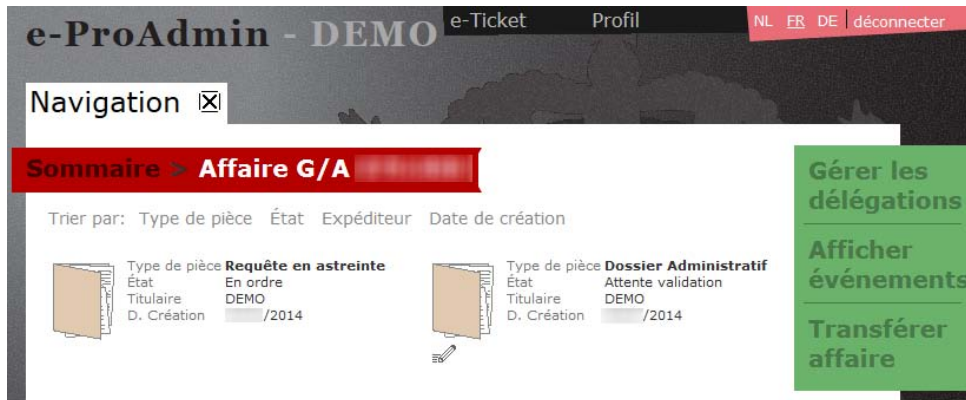 e-ProAdmin - DEMO
e-Ticket Profil NL FR DE déconnecter
Navigation
Sommaire > Affaire G/A
Trier par: Type de pièce État Expéditeur Date de création
Type de pièce Requête en astreinte
État En ordre
Titulaire DEMO
D. Création /2014
Type de pièce Dossier Administratif
État Attente validation
Titulaire DEMO
D. Création /2014
Gérer les
délégations
Afficher
événements
Transférer
affaire